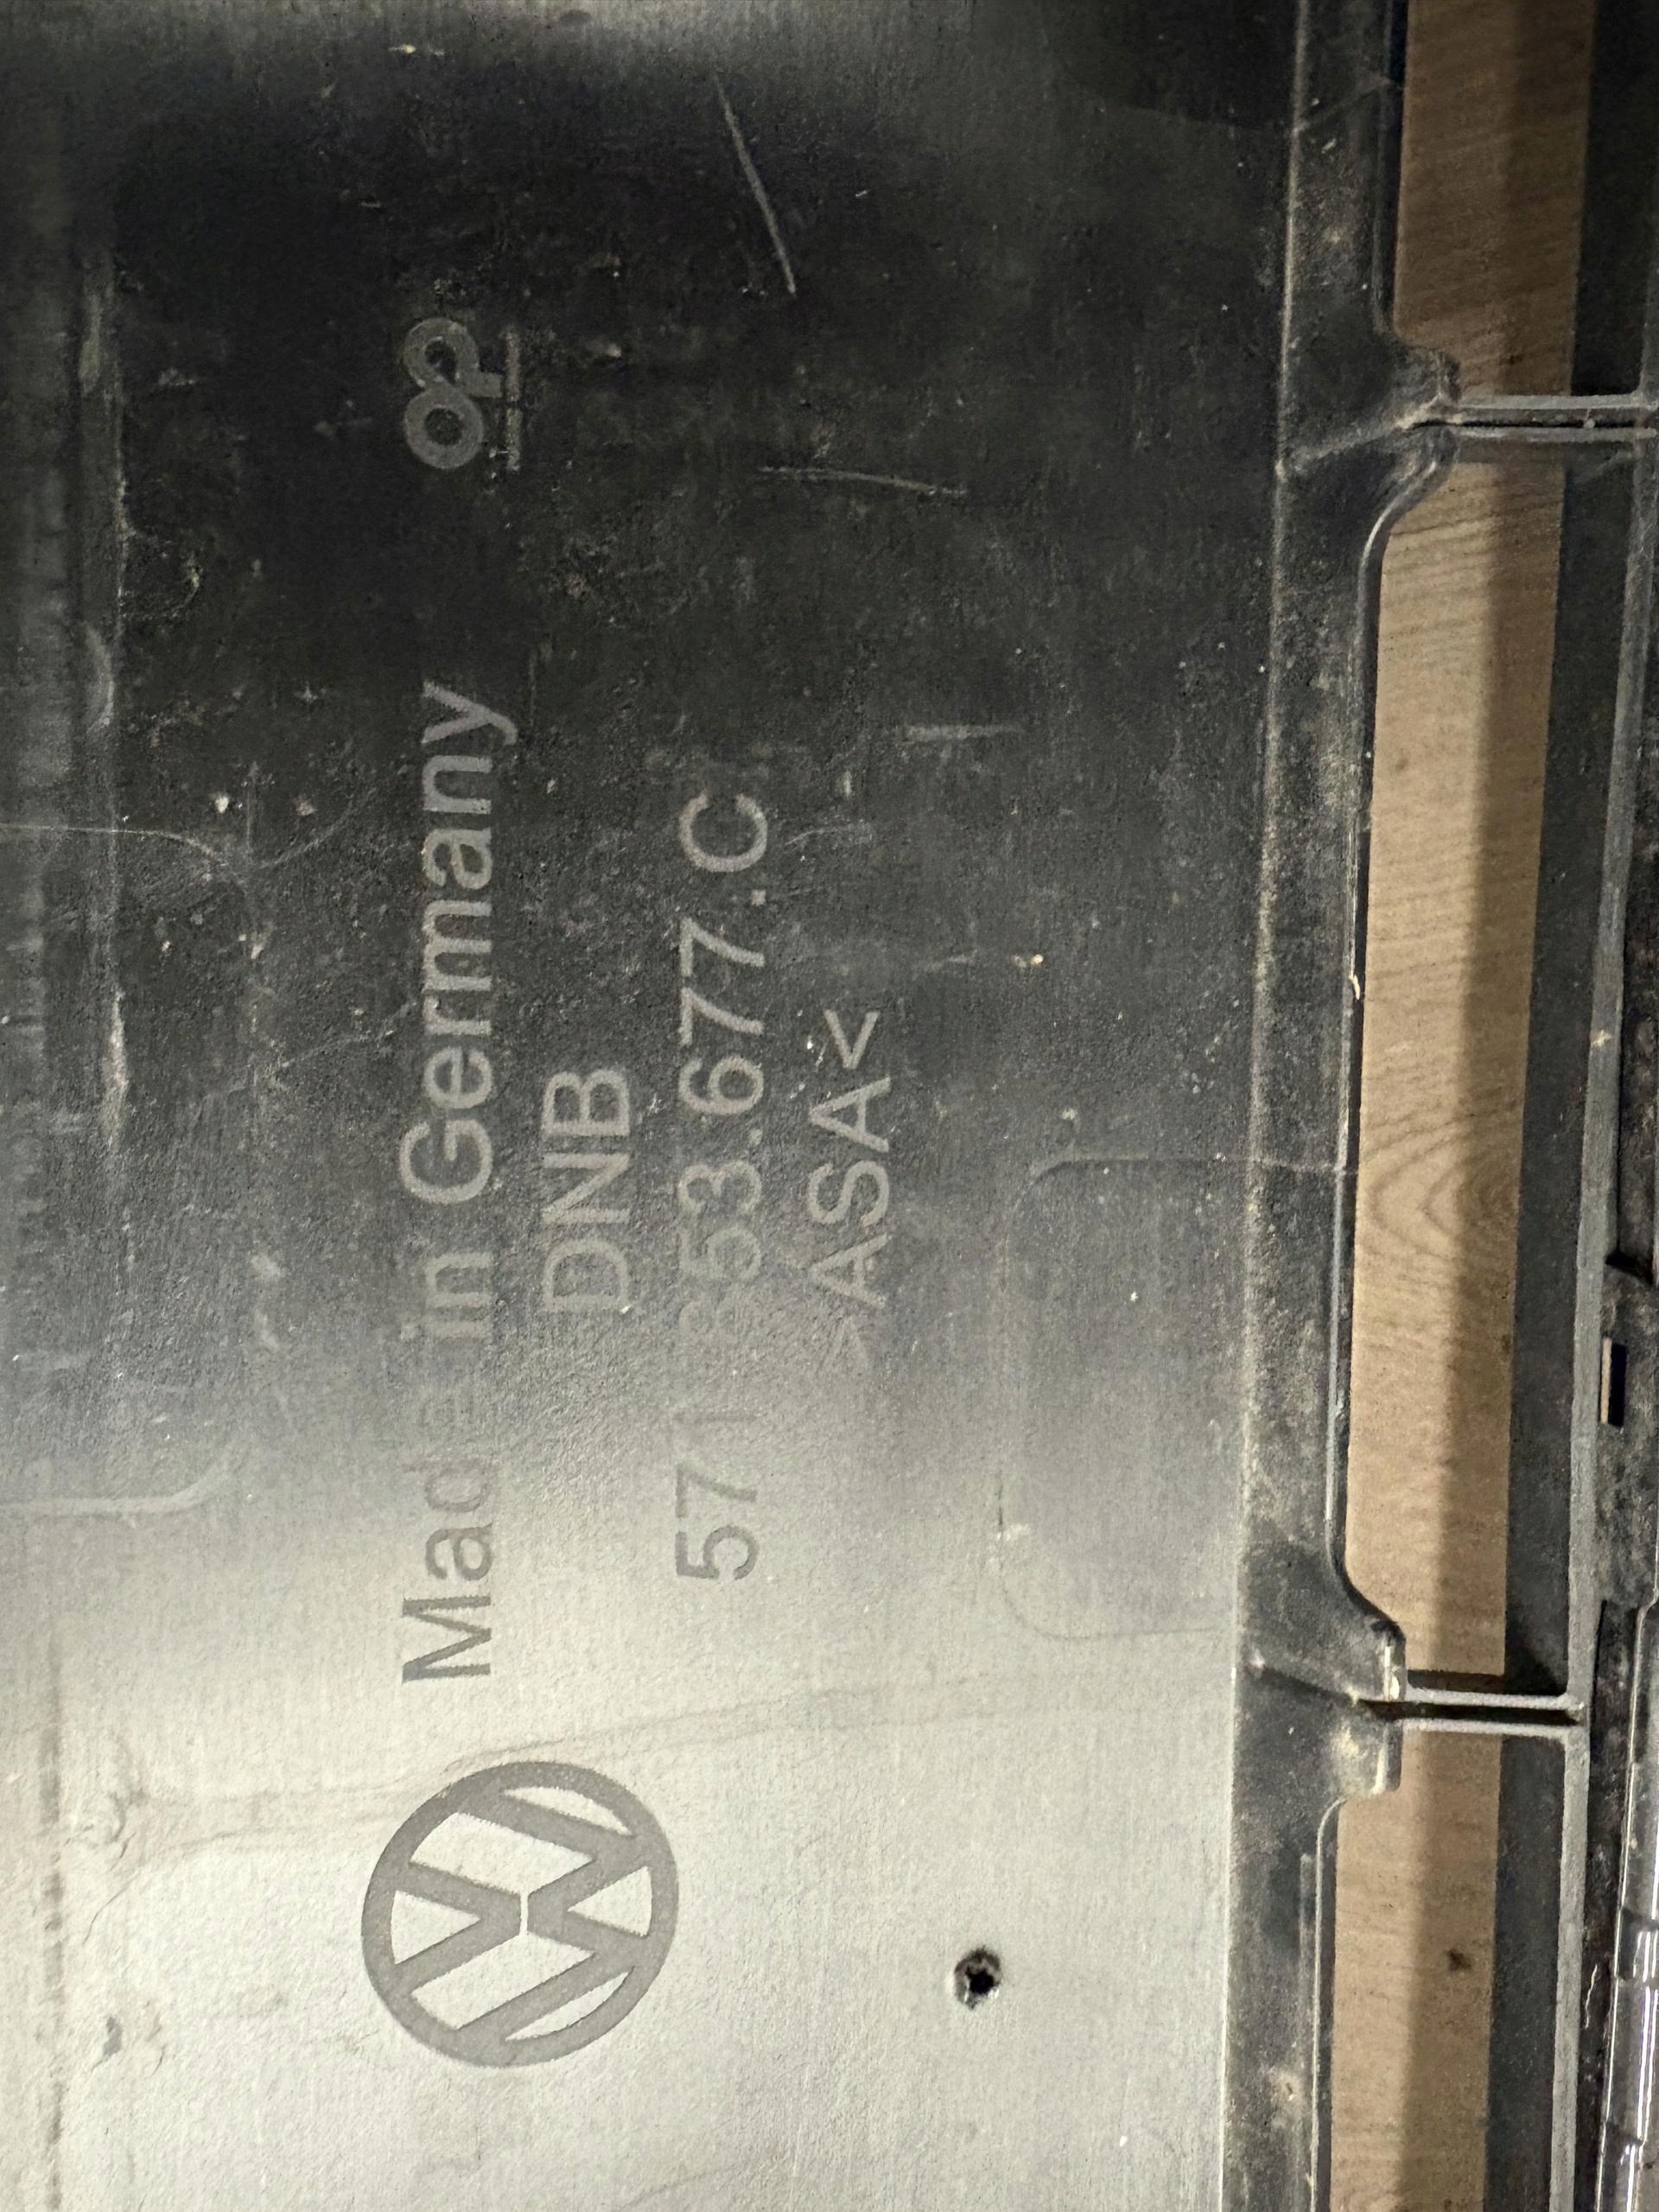 Made in Germany
DNB
571.853.677.C
>ASA<